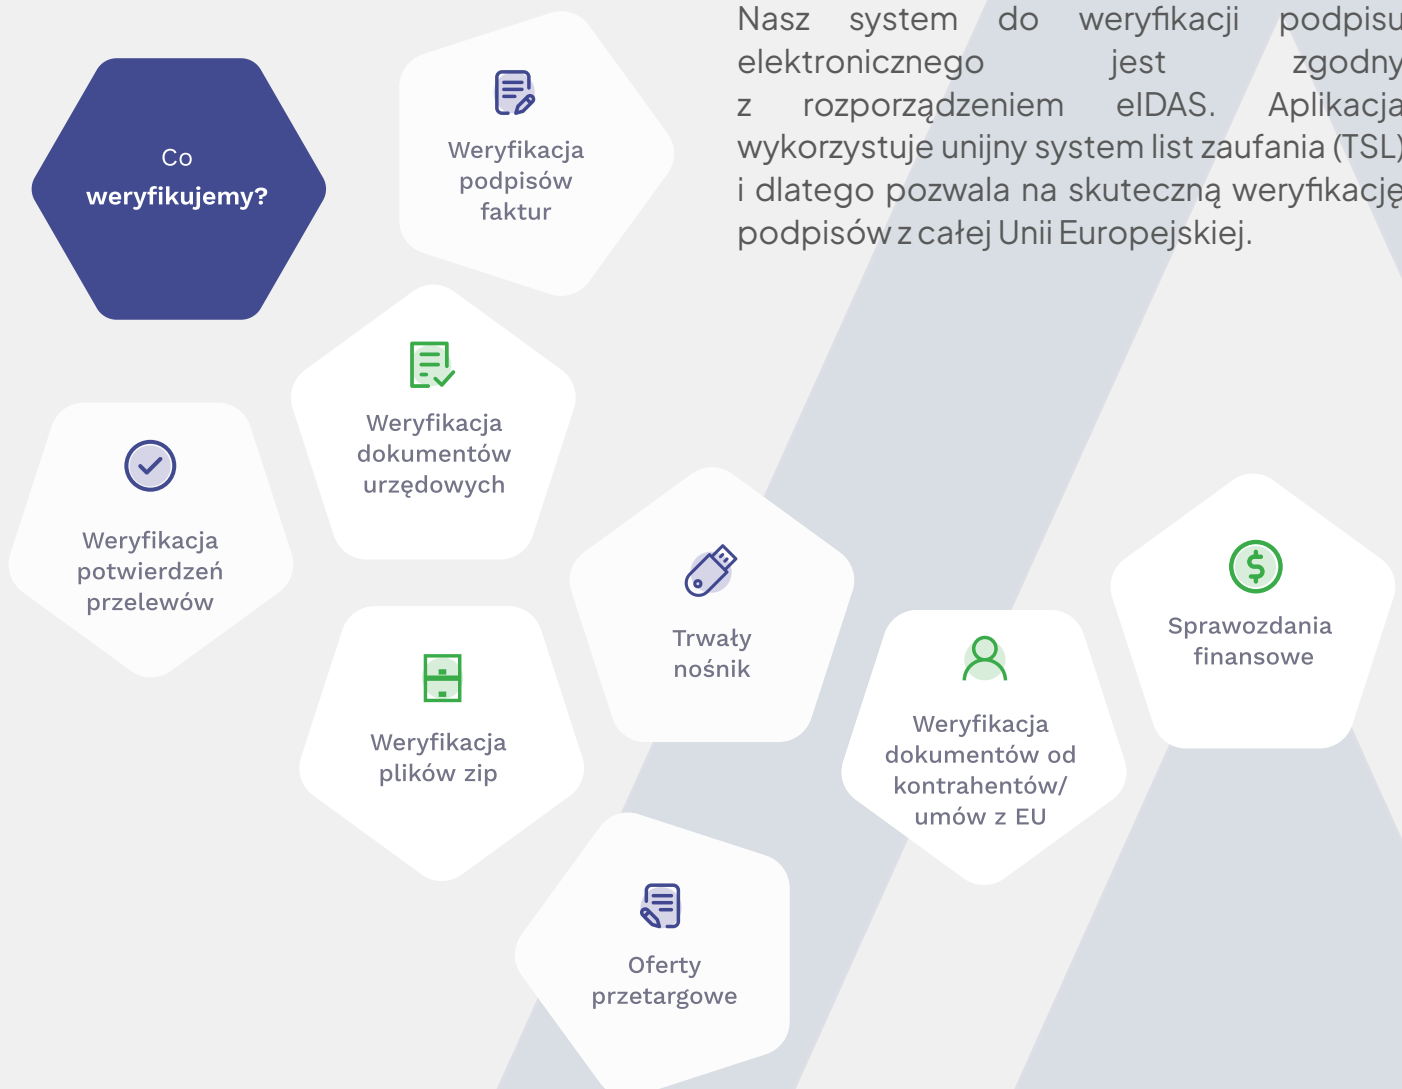 Nasz system do weryfikacji podpisu
elektronicznego jest zgodny
z rozporządzeniem eIDAS. Aplikacja
wykorzystuje unijny system list zaufania (TSL)
i dlatego pozwala na skuteczną weryfikację
podpisów z całej Unii Europejskiej.
Co
weryfikujemy?
Weryfikacja
podpisów
faktur
Weryfikacja
dokumentów
urzędowych
Weryfikacja
potwierdzeń
przelewów
Trwały
nośnik
Sprawozdania
finansowe
Weryfikacja
plików zip
Weryfikacja
dokumentów od
kontrahentów/
umów z EU
Oferty
przetargowe